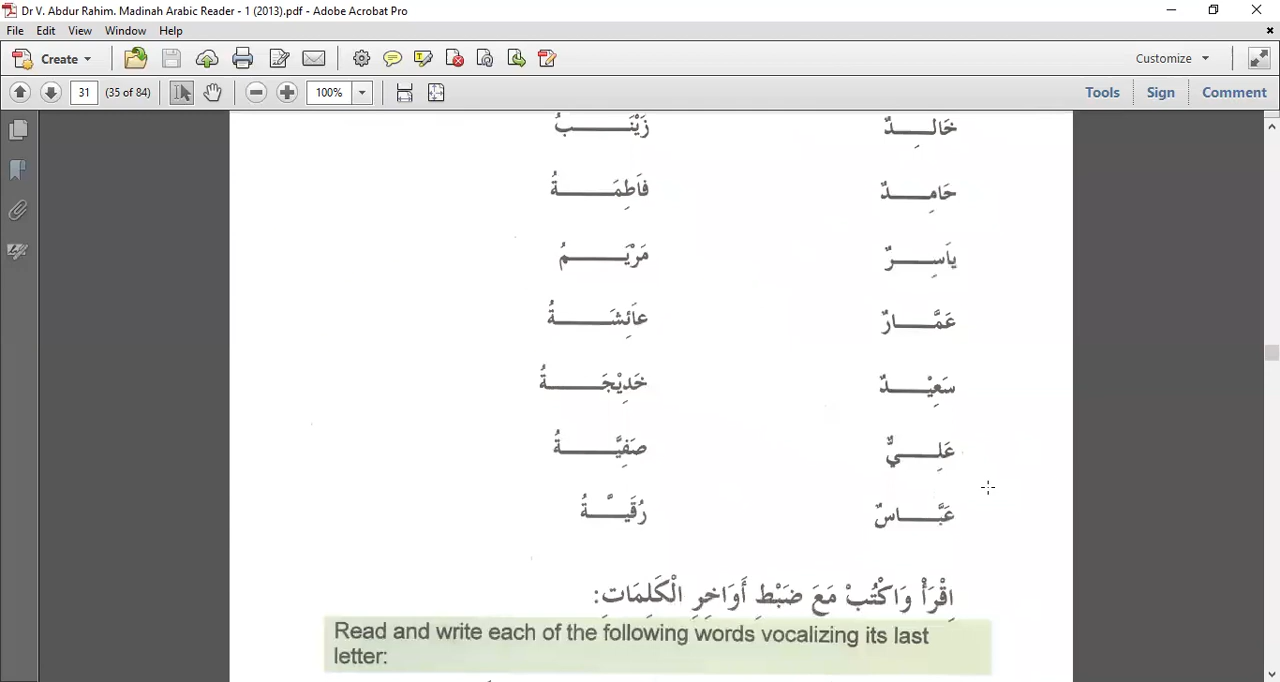 Dr V. Abdur Rahim. Madinah Arabic Reader - 1 (2013).pdf - Adobe Acrobat Pro
File Edit View Window Help
Create Customize
31 (35 of 84) 100% Tools Sign Comment
خَالِـــدٌ زَيْنَـــــبُ
حَامِـــدٌ فَاطِمَـــــةُ
يَاسِـــرٌ مَرْيَـــــمُ
عَمَّـــارٌ عَائِشَـــــةُ
سَعِيْـــدٌ خَدِيْجَـــــةُ
عَلِـــيٌّ صَفِيَّـــــةُ
عَبَّـــاسٌ رُقَيَّـــةُ
اِقْرَأْ وَاكْتُبْ مَعَ ضَبْطِ أَوَاخِرِ الْكَلِمَاتِ:
Read and write each of the following words vocalizing its last
letter: